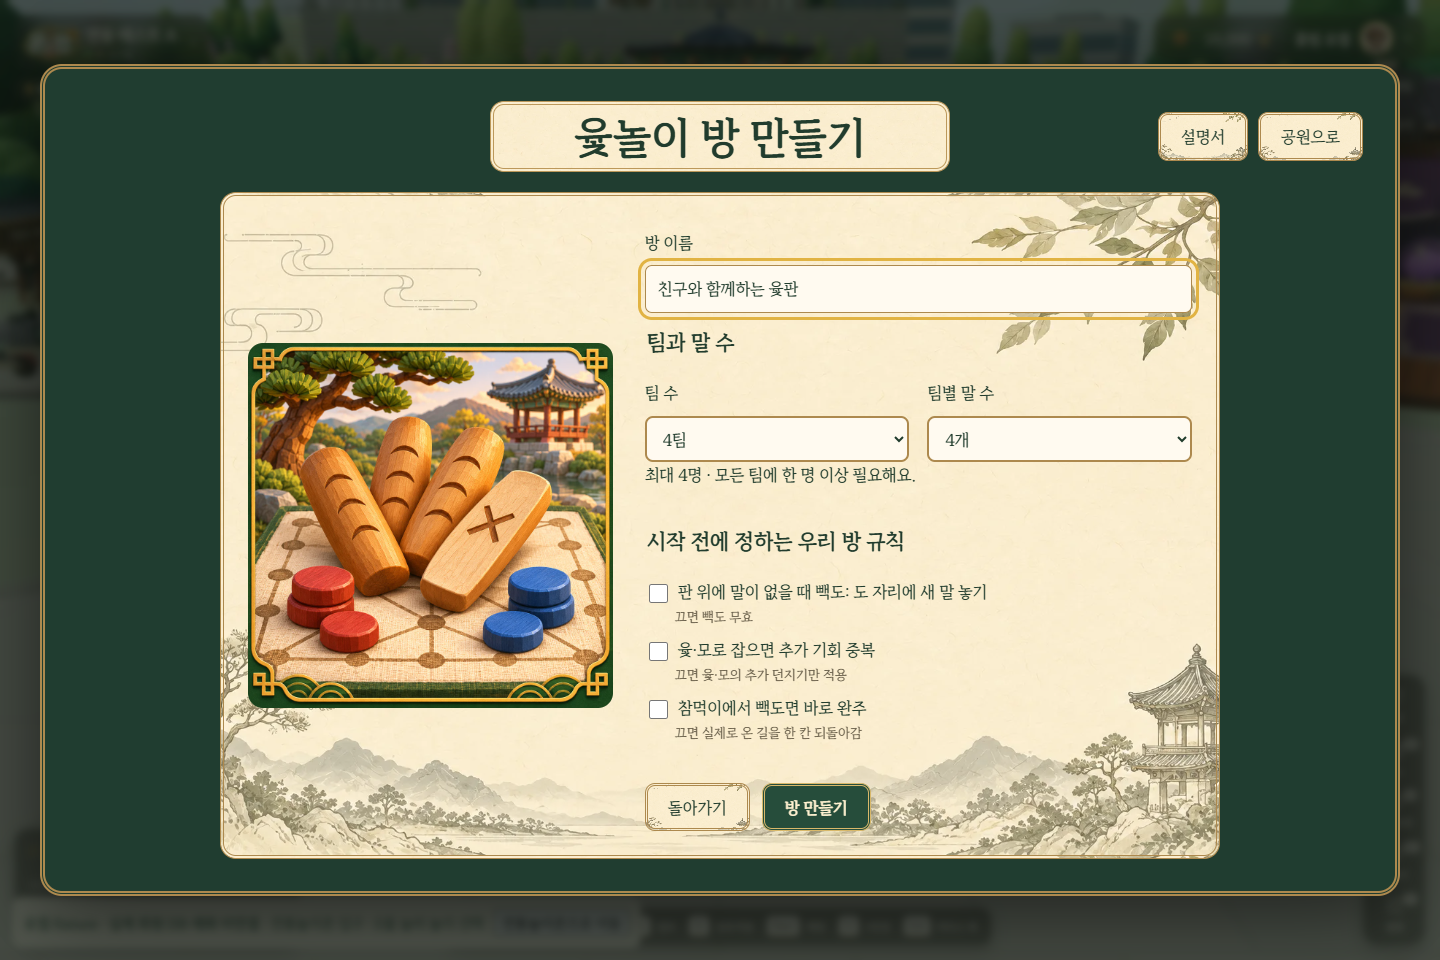 윷놀이 방 만들기
설명서
공원으로
방 이름
친구와 함께하는 윷판
팀과 말 수
팀 수
팀별 말 수
4팀
4개
최대 4명 · 모든 팀에 한 명 이상 필요해요.
시작 전에 정하는 우리 방 규칙
판 위에 말이 없을 때 빽도: 도 자리에 새 말 놓기
끄면 빽도 무효
윷·모로 잡으면 추가 기회 중복
끄면 윷·모의 추가 던지기만 적용
참먹이에서 빽도면 바로 완주
끄면 실제로 온 길을 한 칸 되돌아감
돌아가기
방 만들기